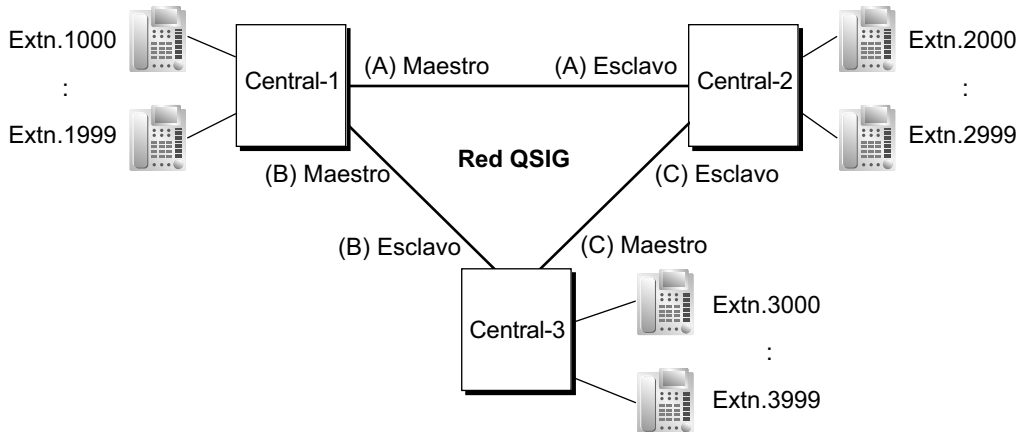 Extn.1000
:
Extn.1999
Central-1
(A) Maestro
(A) Esclavo
Central-2
Extn.2000
:
Extn.2999
Red QSIG
(B) Maestro
(C) Esclavo
(B) Esclavo
(C) Maestro
Central-3
Extn.3000
:
Extn.3999